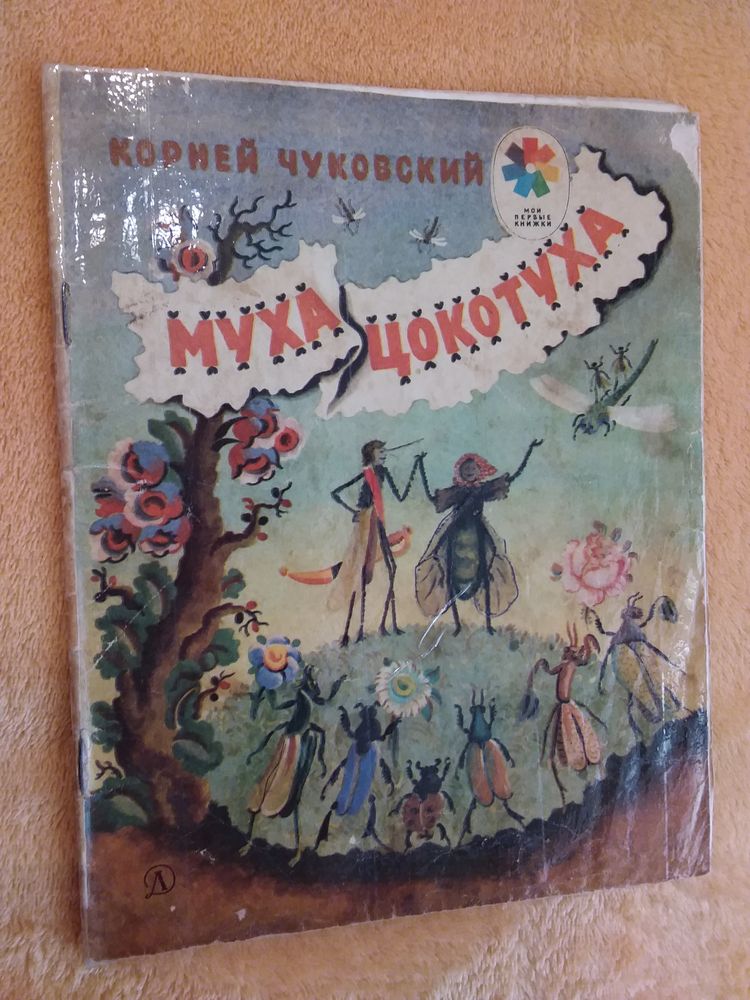 КОРНЕЙ ЧУКОВСКИЙ
МОИ
ПЕРВЫЕ
КНИЖКИ
МУХА ЦОКОТУХА
Д